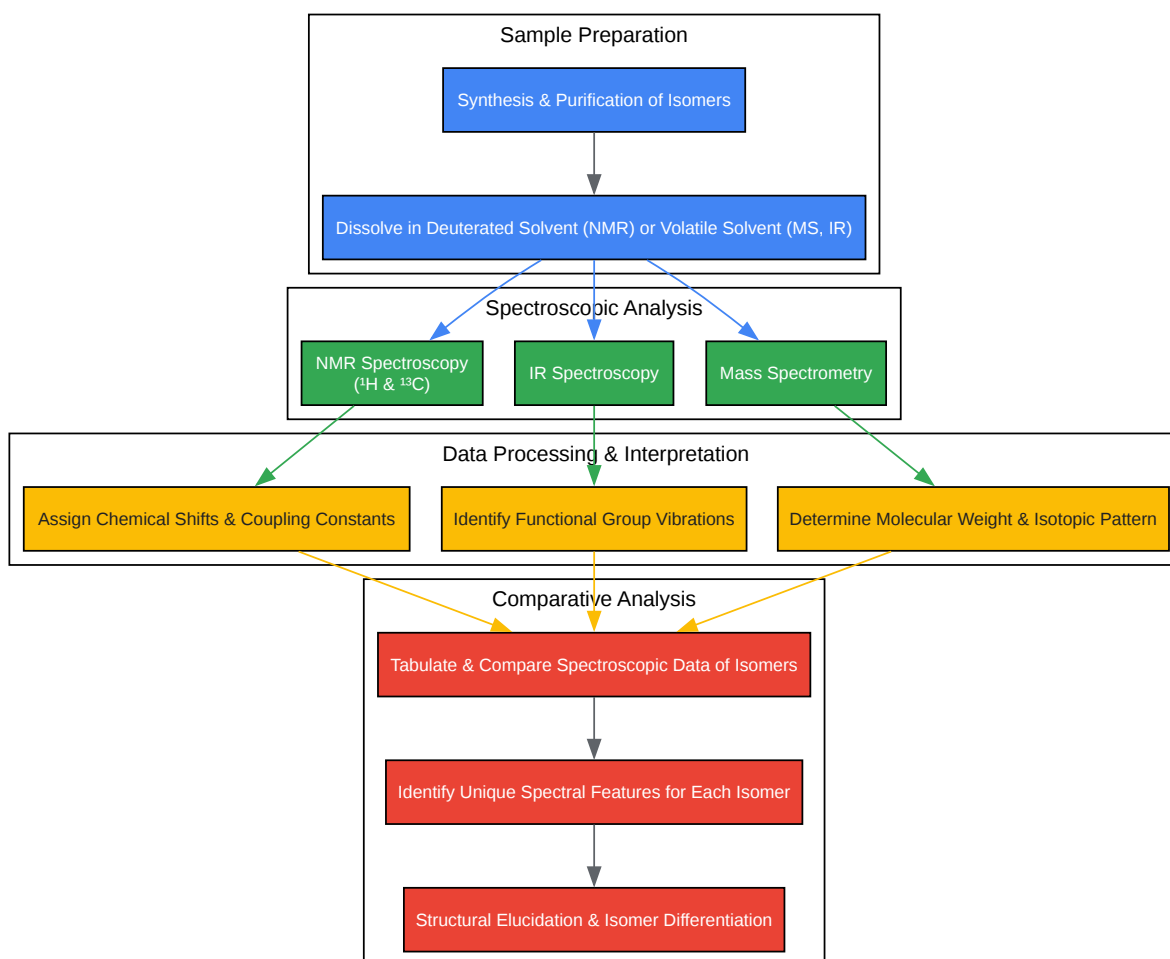 Sample Preparation
Synthesis & Purification of Isomers
Dissolve in Deuterated Solvent (NMR) or Volatile Solvent (MS, IR)
Spectroscopic Analysis
NMR Spectroscopy
(¹H & ¹³C)
IR Spectroscopy
Mass Spectrometry
Data Processing & Interpretation
Assign Chemical Shifts & Coupling Constants
Identify Functional Group Vibrations
Determine Molecular Weight & Isotopic Pattern
Comparative Analysis
Tabulate & Compare Spectroscopic Data of Isomers
Identify Unique Spectral Features for Each Isomer
Structural Elucidation & Isomer Differentiation